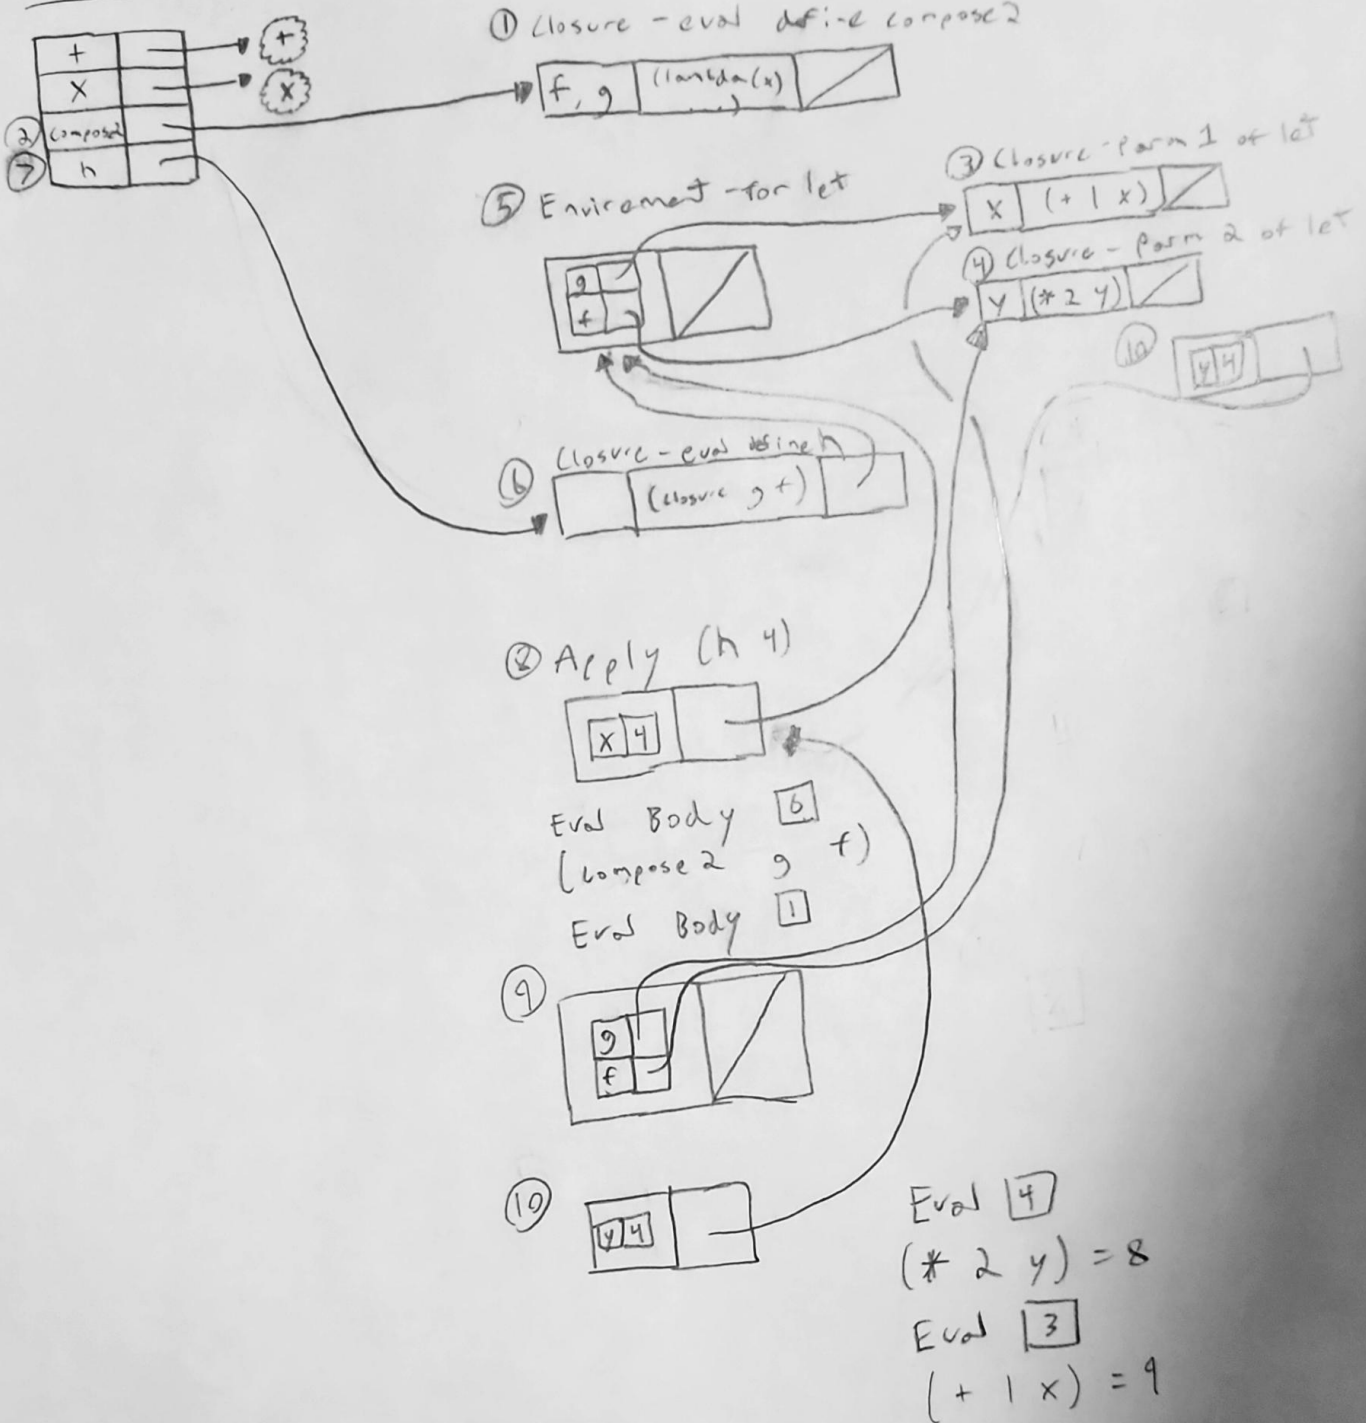 ① Closure - eval define compose2
+ +
X X
② compose2
⑦ h
f, g (lambda(x) ...)
③ Closure - parm 1 of let
x (+ 1 x)
⑤ Enviroment - for let
g
f
④ Closure - parm 2 of let
y (* 2 y)
10 y 4
⑥ Closure - eval define h
(closure g f)
⑧ Apply (h 4)
x 4
Eval Body 6
(compose2 g f)
Eval Body 1
⑨
g
f
⑩ y 4
Eval 4
(* 2 y) = 8
Eval 3
(+ 1 x) = 9